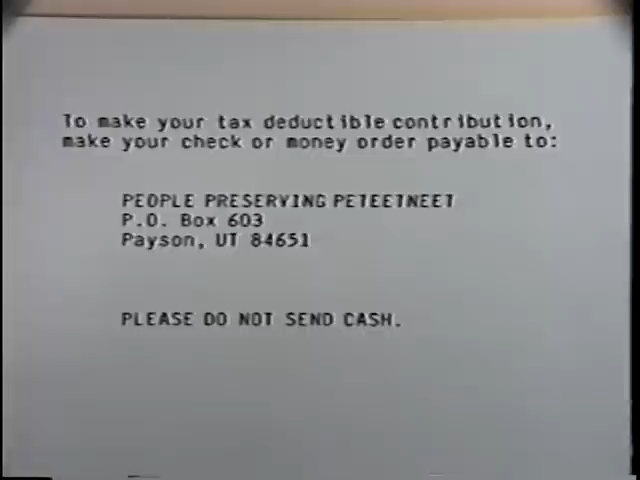 To make your tax deductible contribution,
make your check or money order payable to:
PEOPLE PRESERVING PETEETNEET
P.O. Box 603
Payson, UT 84651
PLEASE DO NOT SEND CASH.